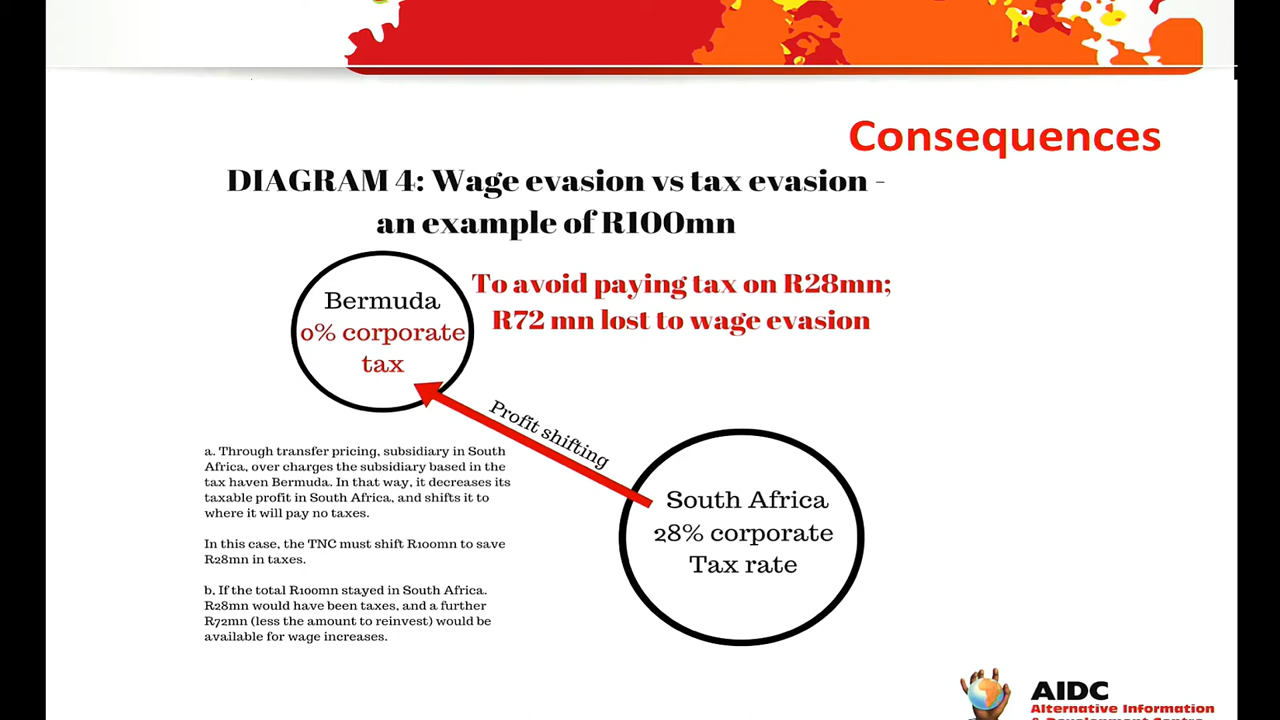 Consequences
DIAGRAM 4: Wage evasion vs tax evasion -
an example of R100mn
To avoid paying tax on R28mn;
R72 mn lost to wage evasion
Bermuda
0% corporate
tax
Profit shifting
South Africa
28% corporate
Tax rate
a. Through transfer pricing, subsidiary in South
Africa, over charges the subsidiary based in the
tax haven Bermuda. In that way, it decreases its
taxable profit in South Africa, and shifts it to
where it will pay no taxes.
In this case, the TNC must shift R100mn to save
R28mn in taxes.
b. If the total R100mn stayed in South Africa.
R28mn would have been taxes, and a further
R72mn (less the amount to reinvest) would be
available for wage increases.
AIDC
Alternative Information
& Development Centre